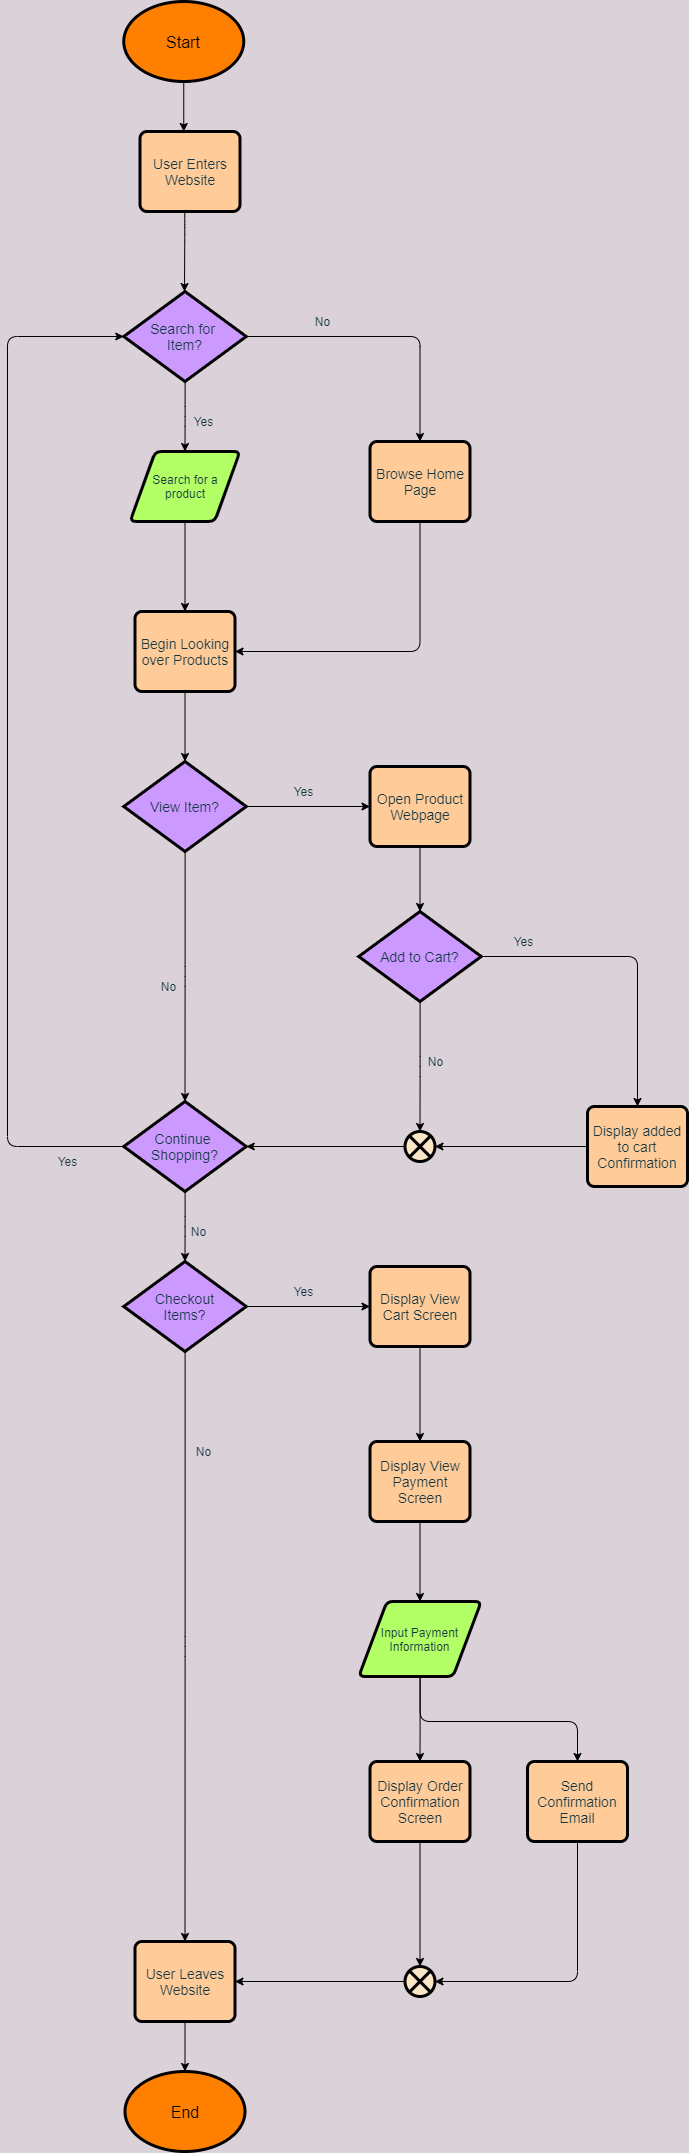 Start
User Enters
Website
Search for
Item?
No
Yes
Search for a
product
Browse Home
Page
Begin Looking
over Products
View Item?
Yes
Open Product
Webpage
Add to Cart?
Yes
No
No
Display added
to cart
Confirmation
Continue
Shopping?
Yes
No
Checkout
Items?
Yes
Display View
Cart Screen
No
Display View
Payment
Screen
Input Payment
Information
Display Order
Confirmation
Screen
Send
Confirmation
Email
User Leaves
Website
End